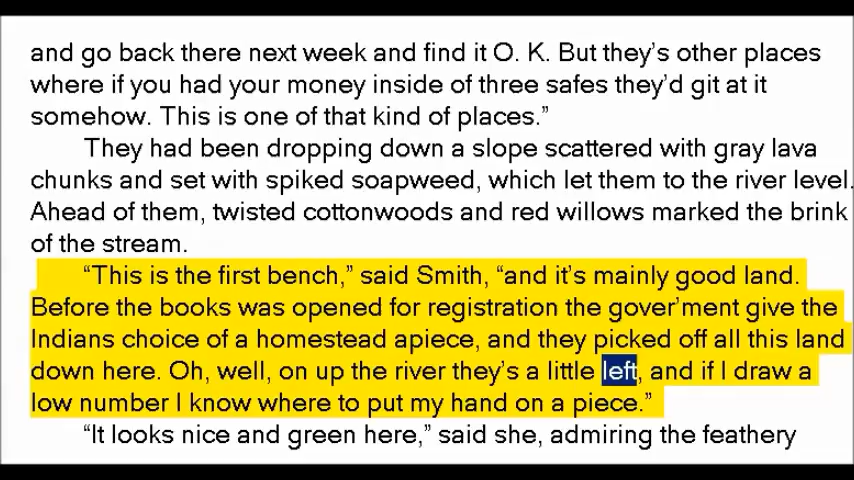 and go back there next week and find it O. K. But they’s other places
where if you had your money inside of three safes they’d git at it
somehow. This is one of that kind of places.”
They had been dropping down a slope scattered with gray lava
chunks and set with spiked soapweed, which let them to the river level.
Ahead of them, twisted cottonwoods and red willows marked the brink
of the stream.
“This is the first bench,” said Smith, “and it’s mainly good land.
Before the books was opened for registration the gover’ment give the
Indians choice of a homestead apiece, and they picked off all this land
down here. Oh, well, on up the river they’s a little left, and if I draw a
low number I know where to put my hand on a piece.”
“It looks nice and green here,” said she, admiring the feathery